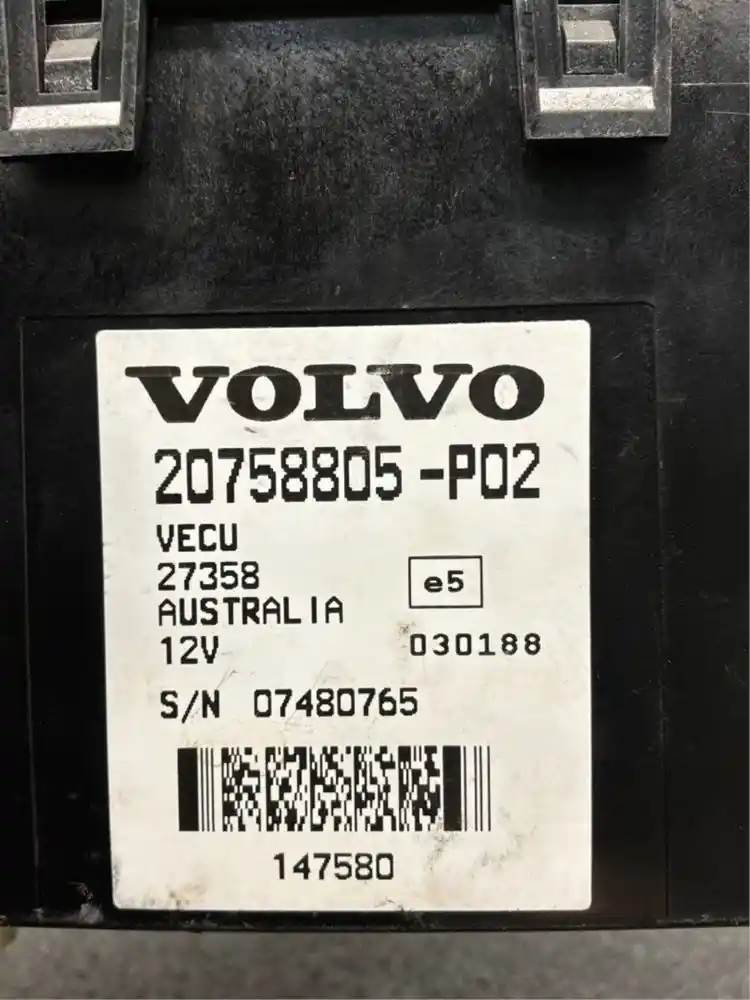 VOLVO
20758805-P02
VECU
27358
e5
AUSTRALIA
12V
030188
S/N 07480765
147580